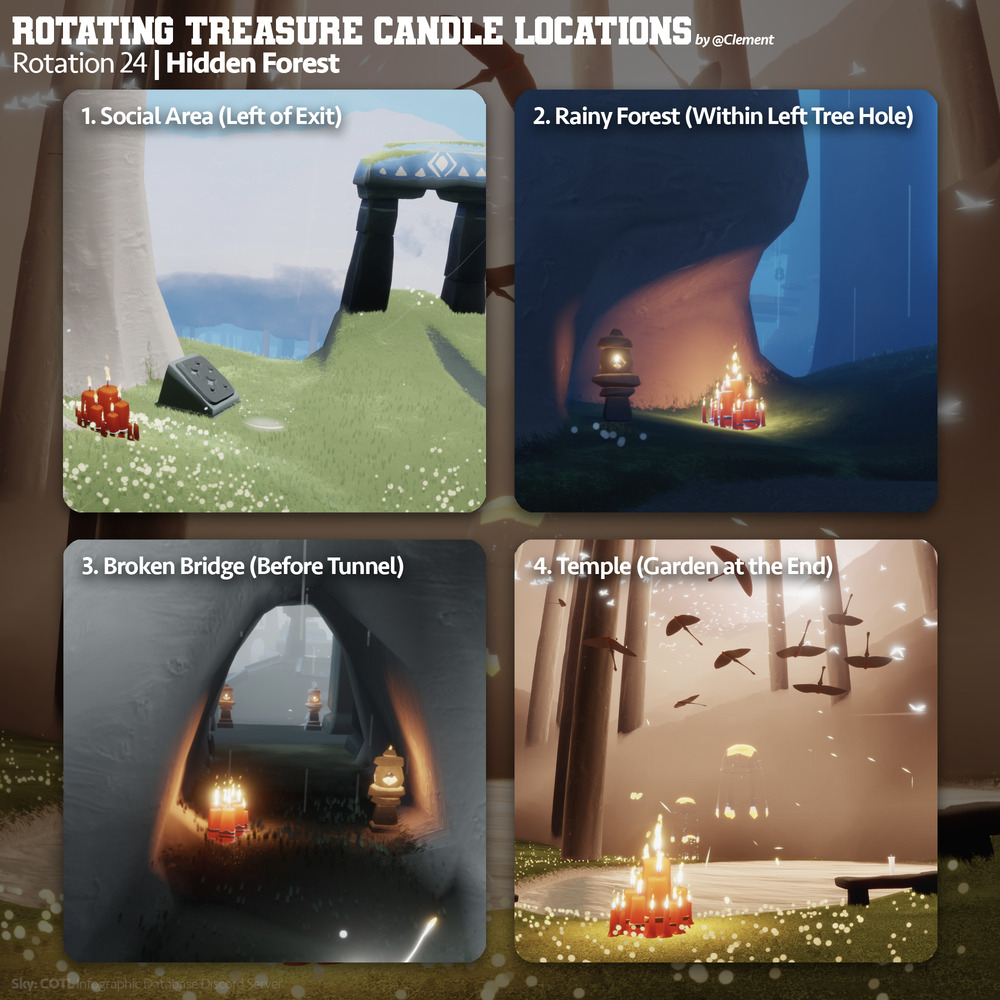 ROTATING TREASURE CANDLE LOCATIONS by @Clement
Rotation 24 | Hidden Forest
1. Social Area (Left of Exit)
2. Rainy Forest (Within Left Tree Hole)
3. Broken Bridge (Before Tunnel)
4. Temple (Garden at the End)
Sky: COTL Infographic Database Discord Server